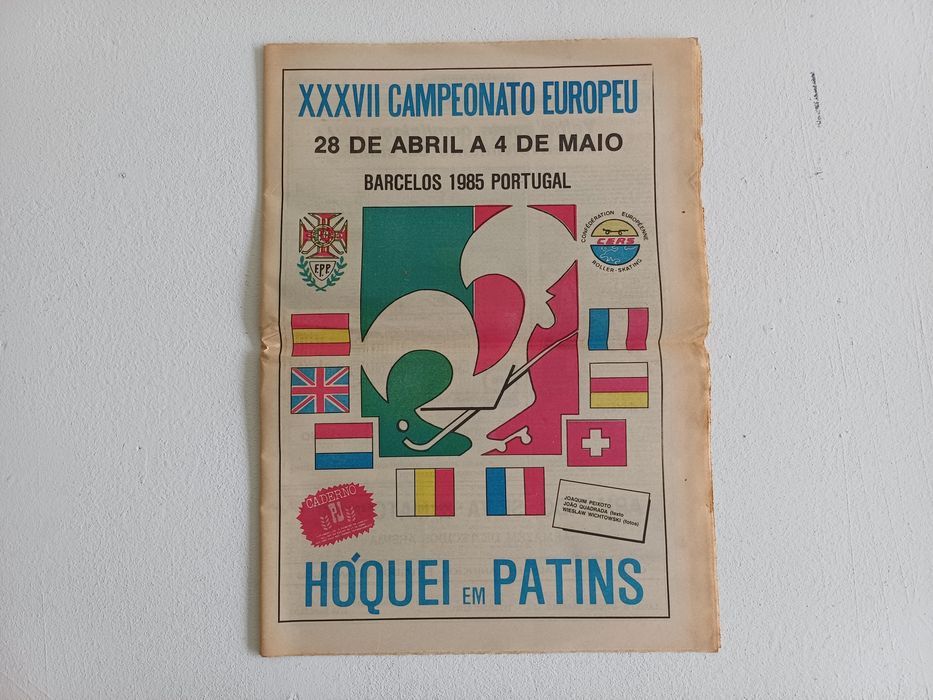 XXXVII CAMPEONATO EUROPEU
28 DE ABRIL A 4 DE MAIO
BARCELOS 1985 PORTUGAL
CONFÉDÉRATION EUROPÉENNE
CERS
ROLLER-SKATING
CADERNO
JOAQUIM PEIXOTO
JOÃO QUADRADA (texto
WIESLAW WICHTOWSKI (fotos)
HÓQUEI EM PATINS